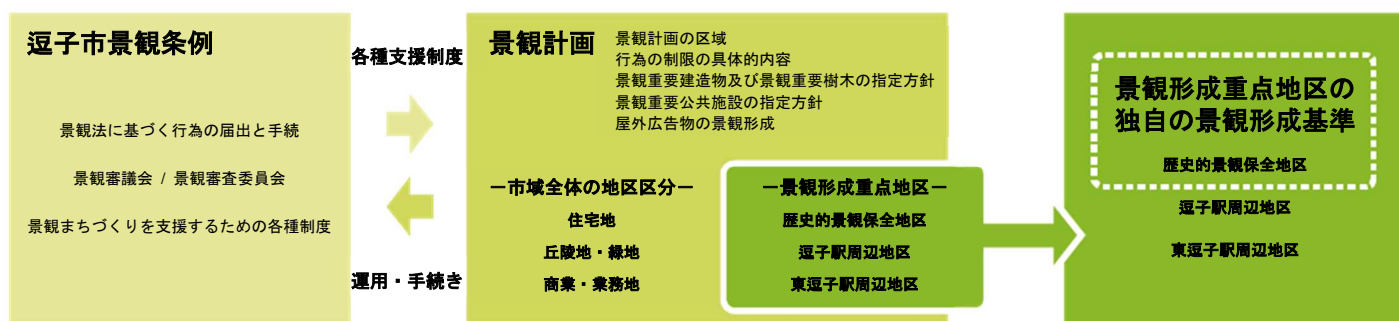 逗子市景観条例
景観法に基づく行為の届出と手続
景観審議会 / 景観審査委員会
景観まちづくりを支援するための各種制度
各種支援制度
運用・手続き
景観計画
景観計画の区域
行為の制限の具体的内容
景観重要建造物及び景観重要樹木の指定方針
景観重要公共施設の指定方針
屋外広告物の景観形成
－市域全体の地区区分－
住宅地
丘陵地・緑地
商業・業務地
－景観形成重点地区－
歴史的景観保全地区
逗子駅周辺地区
東逗子駅周辺地区
景観形成重点地区の
独自の景観形成基準
歴史的景観保全地区
逗子駅周辺地区
東逗子駅周辺地区